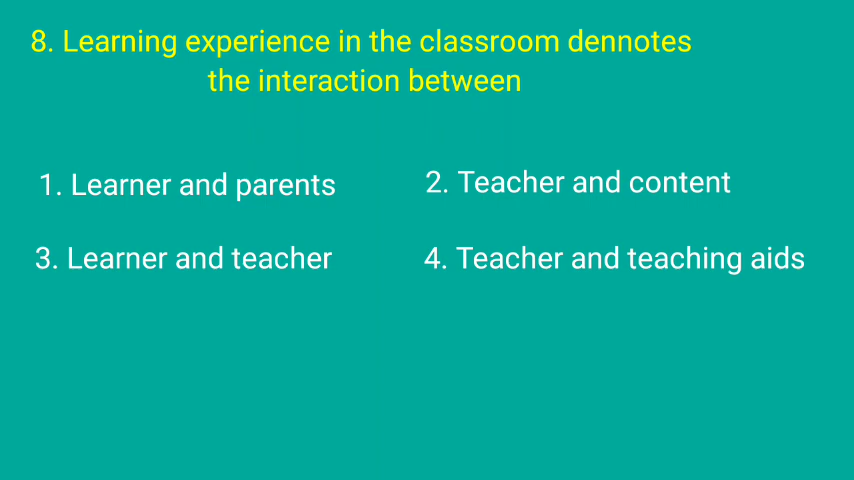 8. Learning experience in the classroom dennotes
the interaction between
1. Learner and parents
2. Teacher and content
3. Learner and teacher
4. Teacher and teaching aids